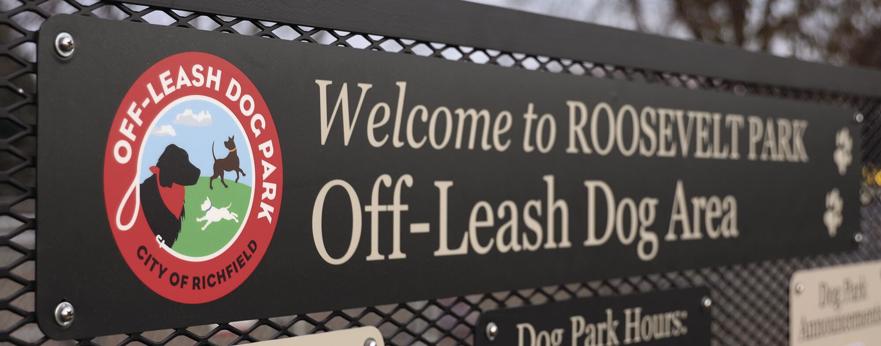 OFF-LEASH DOG PARK
CITY OF RICHFIELD
Welcome to ROOSEVELT PARK
Off-Leash Dog Area
Dog Park Hours:
Dog Park
Announcements